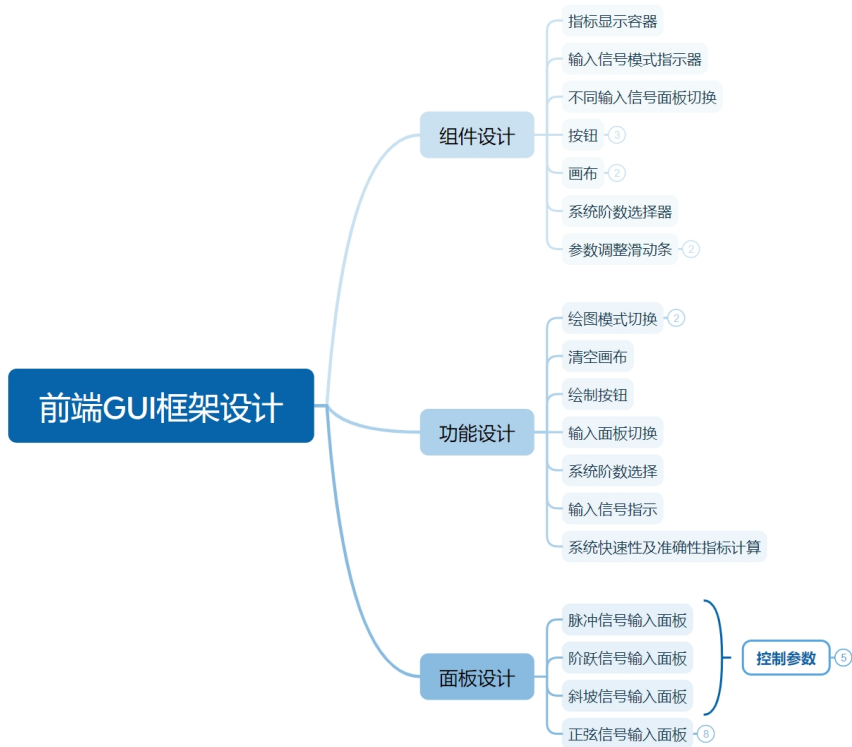 指标显示容器
输入信号模式指示器
不同输入信号面板切换
组件设计
按钮 3
画布 2
系统阶数选择器
参数调整滑动条 2
绘图模式切换 2
清空画布
绘制按钮
前端GUI框架设计
功能设计
输入面板切换
系统阶数选择
输入信号指示
系统快速性及准确性指标计算
脉冲信号输入面板
阶跃信号输入面板
控制参数 5
面板设计
斜坡信号输入面板
正弦信号输入面板 8